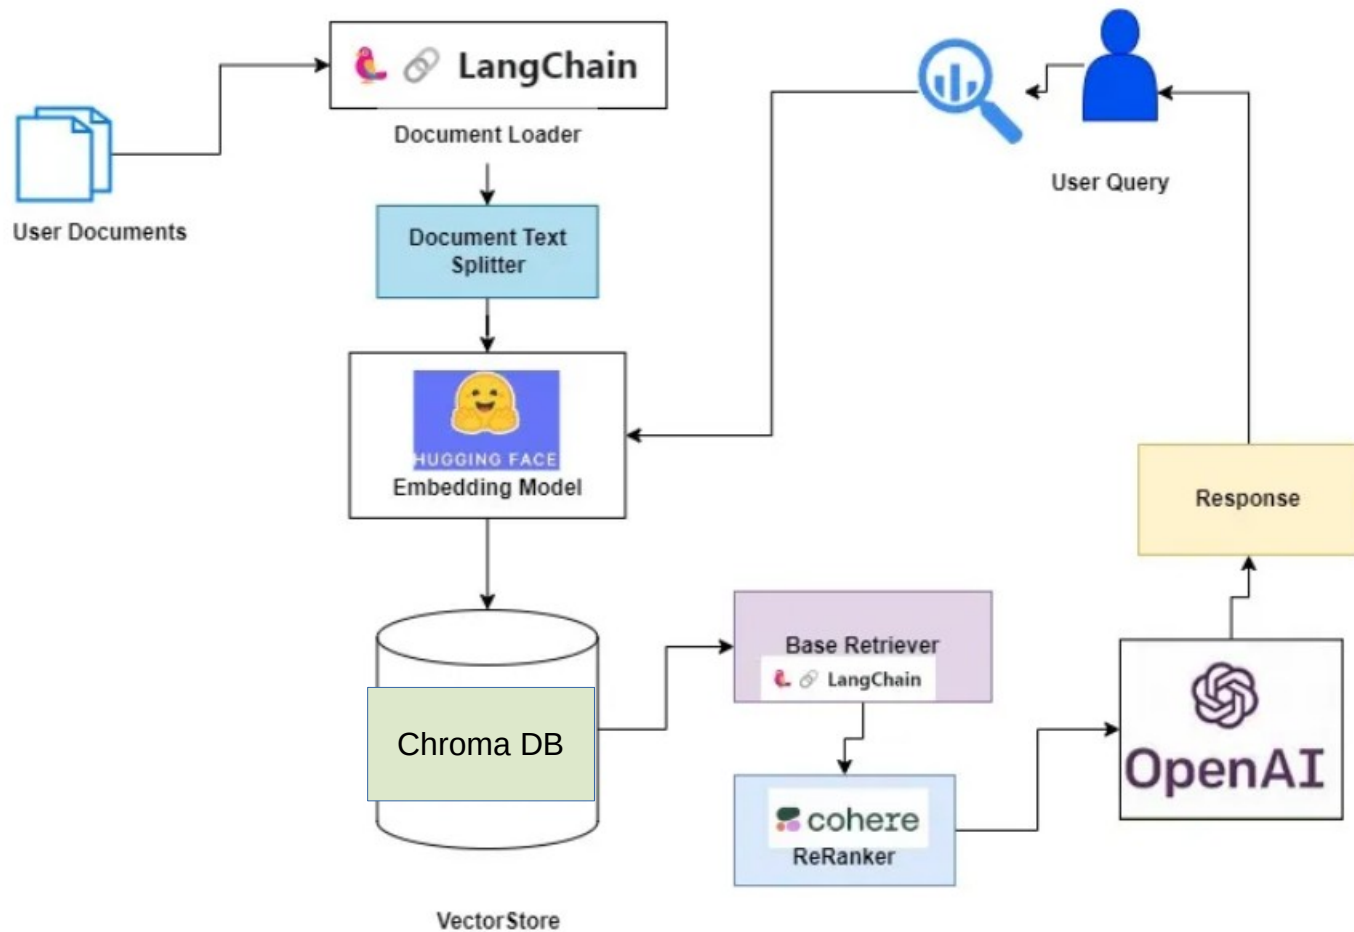 LangChain
Document Loader
User Documents
Document Text
Splitter
HUGGING FACE
Embedding Model
User Query
Response
Base Retriever
LangChain
Chroma DB
OpenAI
cohere
ReRanker
VectorStore